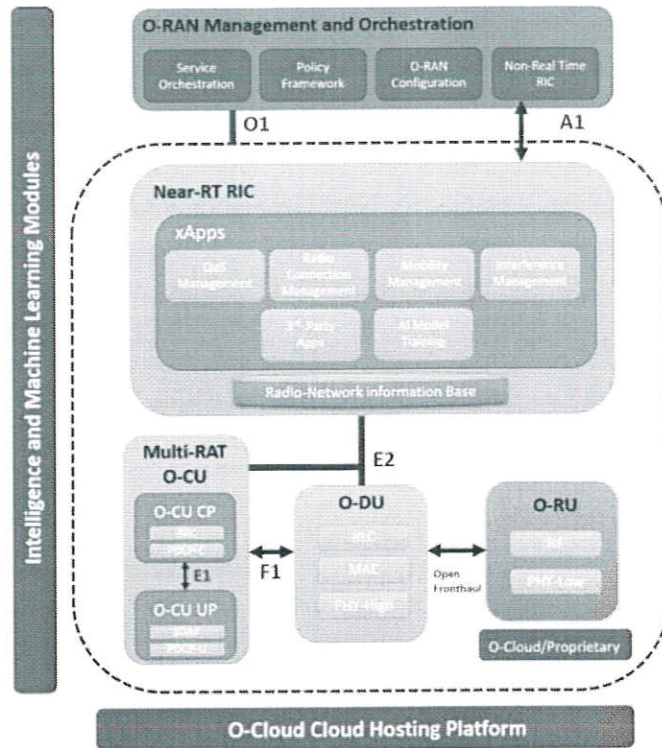 O-RAN Management and Orchestration
Service
Orchestration
Policy
Framework
O-RAN
Configuration
Non-Real Time
RIC
O1
A1
Intelligence and Machine Learning Modules
Near-RT RIC
xApps
QoS
Management
Radio
Connection
Management
Mobility
Management
Interference
Management
3rd Party
Apps
AI Model
Training
Radio-Network information Base
E2
Multi-RAT
O-CU
O-CU CP
RRC
PDCP-C
E1
O-CU UP
SDAP
PDCP-U
F1
O-DU
RLC
MAC
PHY-High
Open
Fronthaul
O-RU
RF
PHY-Low
O-Cloud/Proprietary
O-Cloud Cloud Hosting Platform